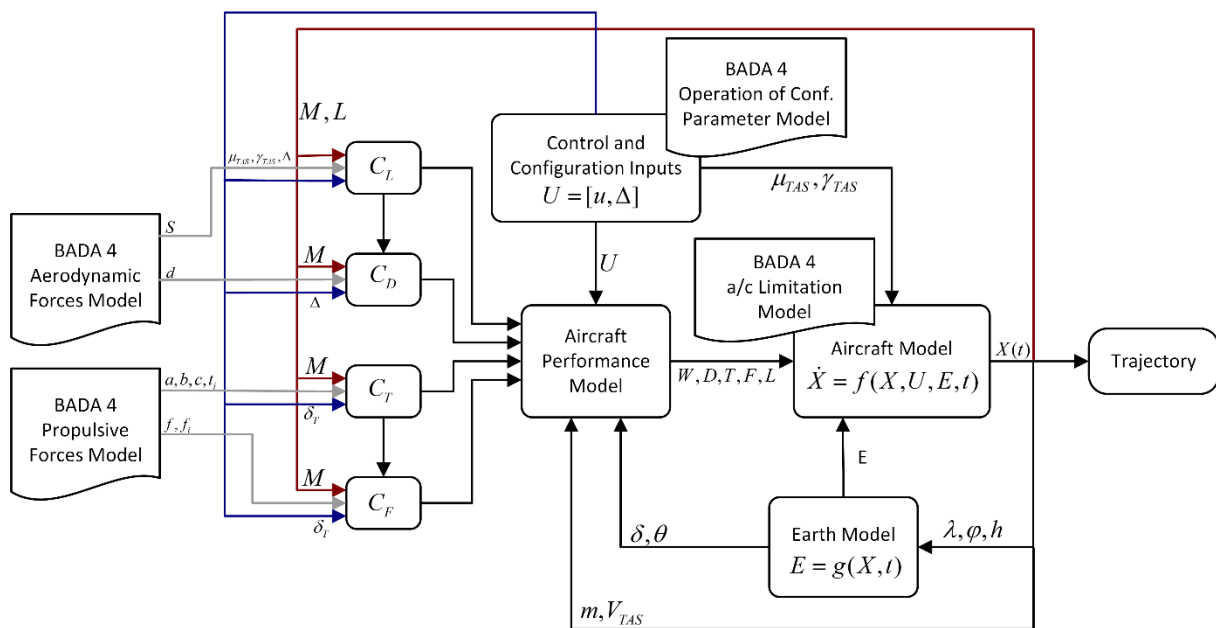 BADA 4
Operation of Conf.
Parameter Model
M, L
Control and
Configuration Inputs
U = [u, Δ]
μ_TAS, γ_TAS, Δ
C_L
μ_TAS, γ_TAS
S
BADA 4
Aerodynamic
Forces Model
d
M
C_D
Δ
U
BADA 4
a/c Limitation
Model
Aircraft
Performance
Model
W, D, T, F, L
Aircraft Model
Ẋ = f(X, U, E, t)
X(t)
Trajectory
BADA 4
Propulsive
Forces Model
a, b, c, t_i
M
C_T
δ_T
f, f_i
M
C_F
δ_T
E
δ, θ
Earth Model
E = g(X, t)
λ, φ, h
m, V_TAS